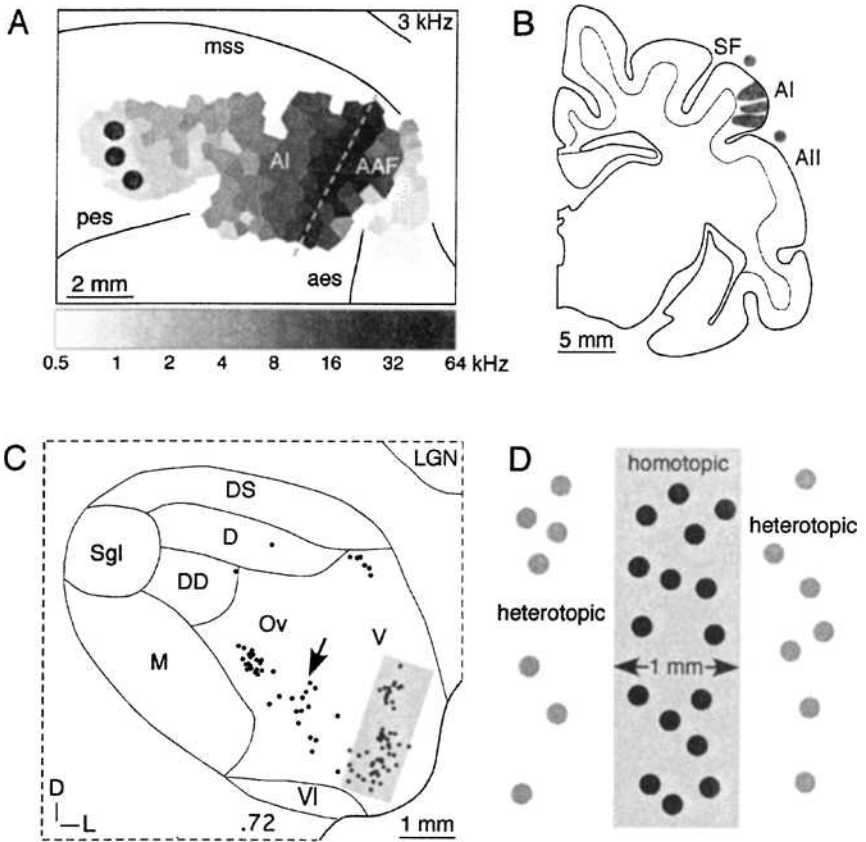 A
3 kHz
mss
AI
AAF
pes
aes
2 mm
0.5 1 2 4 8 16 32 64 kHz
B
SF
AI
AII
5 mm
C
LGN
DS
D
Sgl
DD
Ov
V
M
Vl
D
L
.72
1 mm
D
homotopic
heterotopic
heterotopic
1 mm